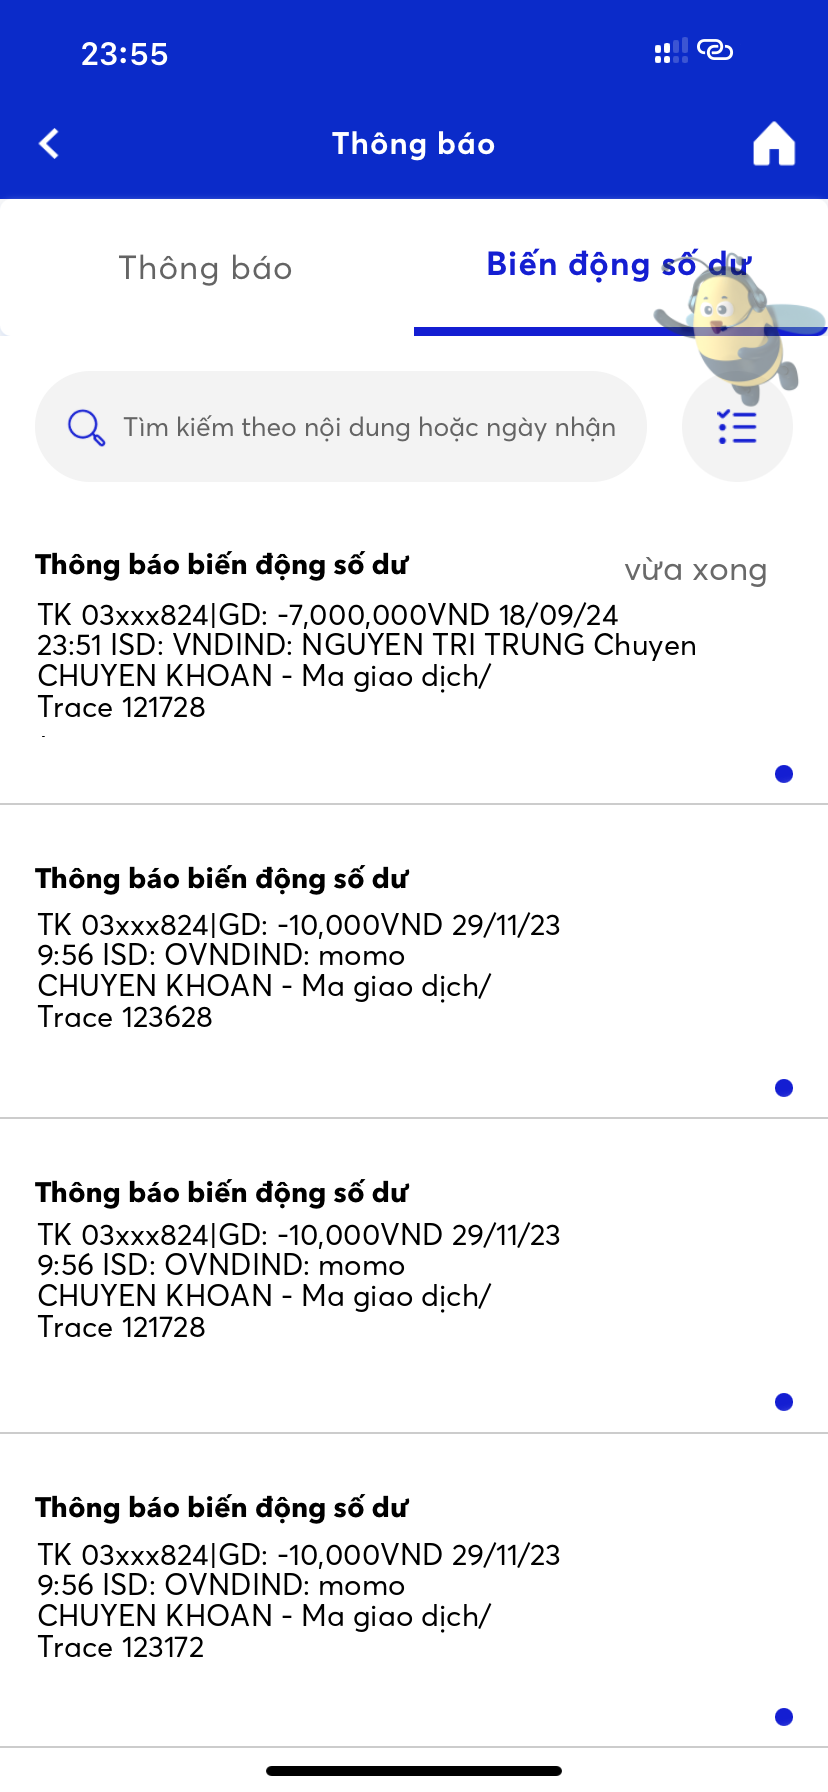 23:55
Thông báo
Thông báo
Biến động số dư
Tìm kiếm theo nội dung hoặc ngày nhận
Thông báo biến động số dư
vừa xong
TK 03xxx824|GD: -7,000,000VND 18/09/24
23:51 ISD: VNDIND: NGUYEN TRI TRUNG Chuyen
CHUYEN KHOAN - Ma giao dịch/
Trace 121728
Thông báo biến động số dư
TK 03xxx824|GD: -10,000VND 29/11/23
9:56 ISD: OVNDIND: momo
CHUYEN KHOAN - Ma giao dịch/
Trace 123628
Thông báo biến động số dư
TK 03xxx824|GD: -10,000VND 29/11/23
9:56 ISD: OVNDIND: momo
CHUYEN KHOAN - Ma giao dịch/
Trace 121728
Thông báo biến động số dư
TK 03xxx824|GD: -10,000VND 29/11/23
9:56 ISD: OVNDIND: momo
CHUYEN KHOAN - Ma giao dịch/
Trace 123172